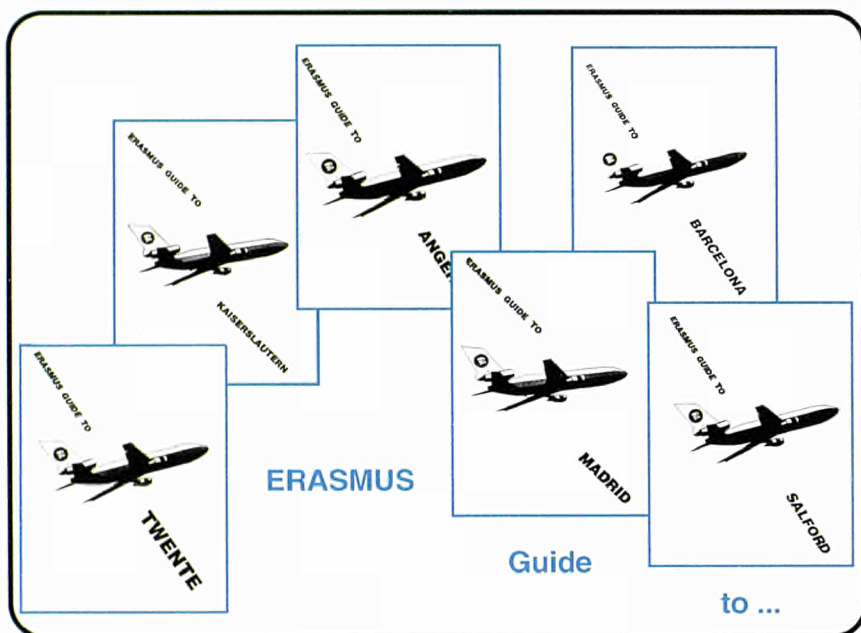 ERASMUS GUIDE TO
KAISERSLAUTERN
ERASMUS GUIDE TO
ERASMUS GUIDE TO
BARCELONA
ERASMUS GUIDE TO
TWENTE
ERASMUS GUIDE TO
MADRID
ERASMUS GUIDE TO
SALFORD
ERASMUS
Guide
to ...